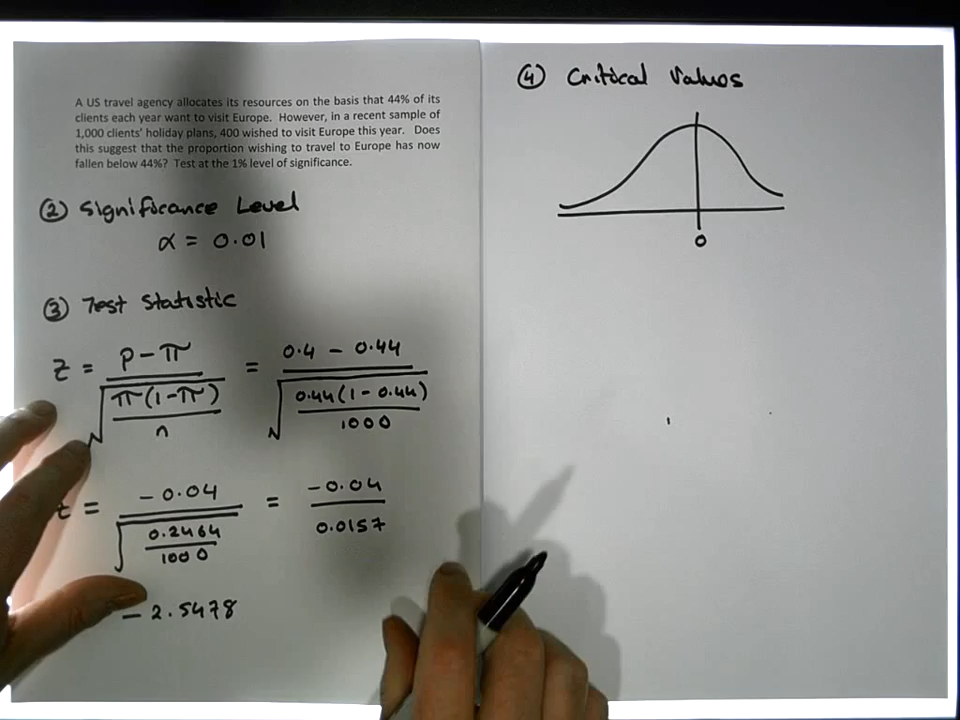 A US travel agency allocates its resources on the basis that 44% of its
clients each year want to visit Europe. However, in a recent sample of
1,000 clients' holiday plans, 400 wished to visit Europe this year. Does
this suggest that the proportion wishing to travel to Europe has now
fallen below 44%? Test at the 1% level of significance.
② Significance Level
α = 0.01
③ Test Statistic
z = (p - π) / √(π(1-π) / n) = (0.4 - 0.44) / √(0.44(1 - 0.44) / 1000)
z = -0.04 / √(0.2464 / 1000) = -0.04 / 0.0157
- 2.5478
④ Critical Values
0